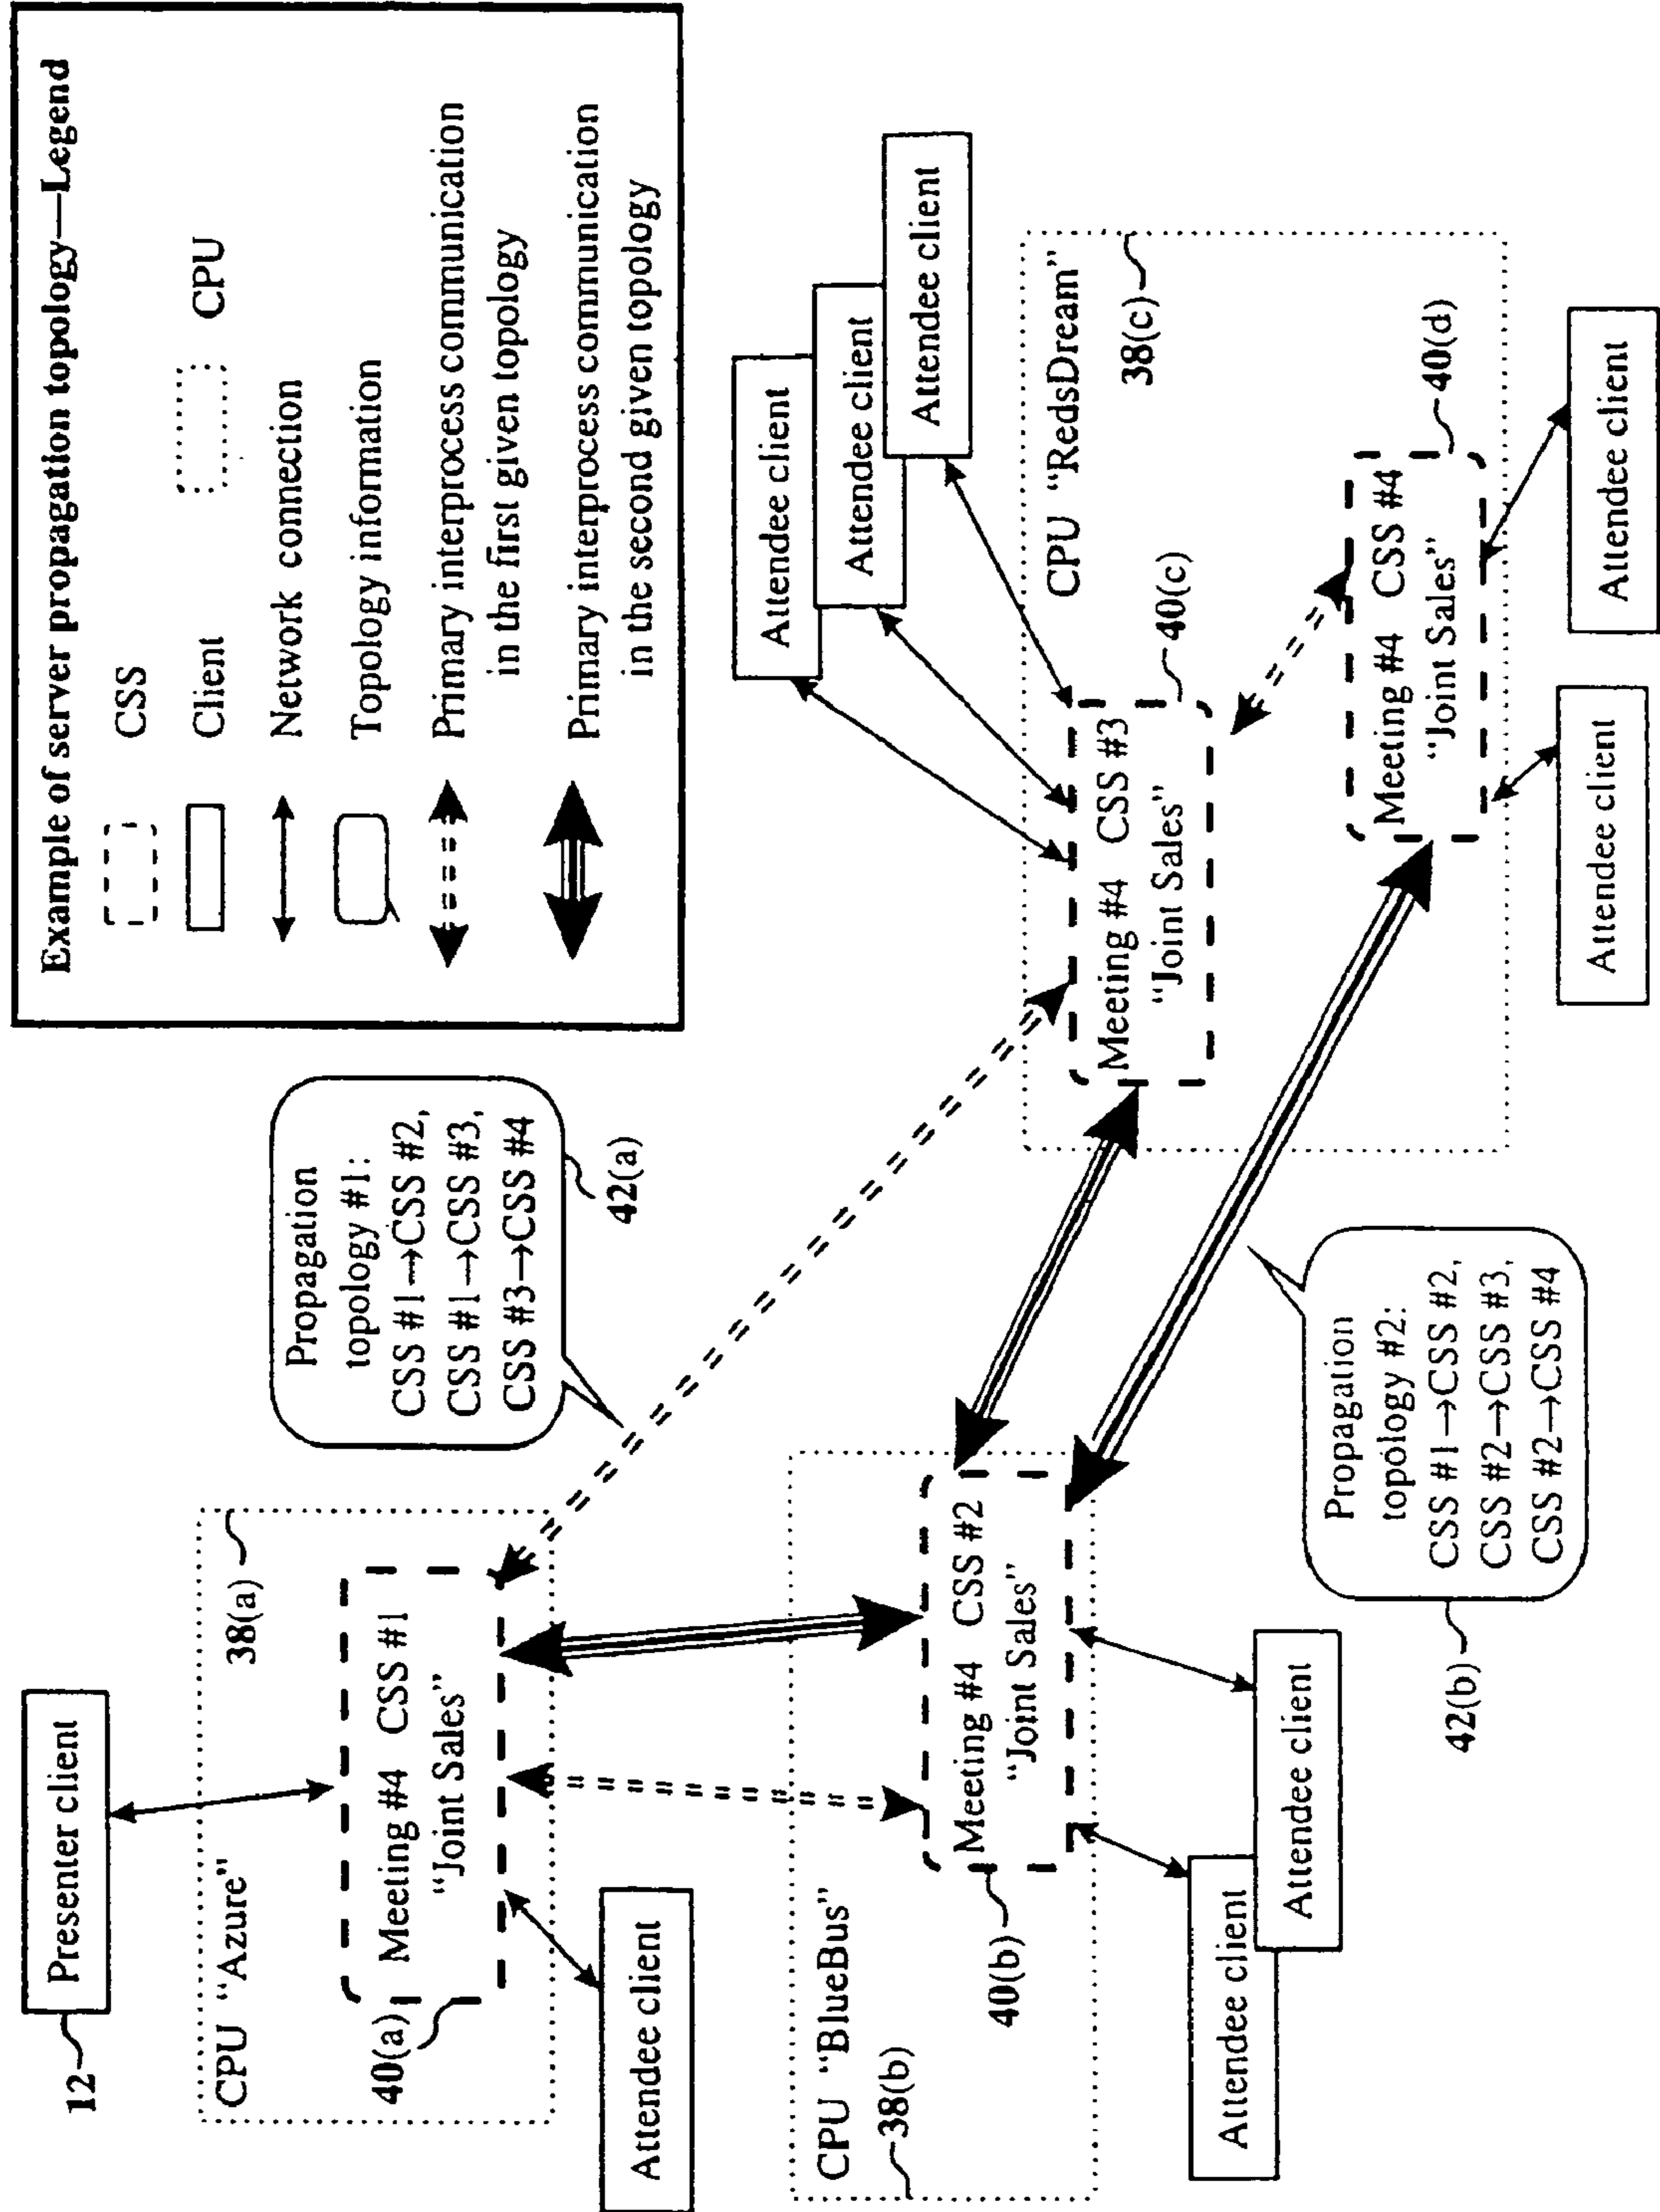 Example of server propagation topology—Legend
CSS
Client
CPU
Network connection
Topology information
Primary interprocess communication
in the first given topology
Primary interprocess communication
in the second given topology
12
Presenter client
38(a)
CPU "Azure"
40(a)
Meeting #4 CSS #1
"Joint Sales"
Attendee client
Propagation
topology #1:
CSS #1→CSS #2,
CSS #1→CSS #3,
CSS #3→CSS #4
42(a)
CPU "BlueBus"
38(b)
Meeting #4 CSS #2
"Joint Sales"
40(b)
Attendee client
Attendee client
Attendee client
Attendee client
Attendee client
CPU "RedsDream"
38(c)
40(c)
Meeting #4 CSS #3
"Joint Sales"
40(d)
Meeting #4 CSS #4
"Joint Sales"
Attendee client
Attendee client
Propagation
topology #2:
CSS #1→CSS #2,
CSS #2→CSS #3,
CSS #2→CSS #4
42(b)